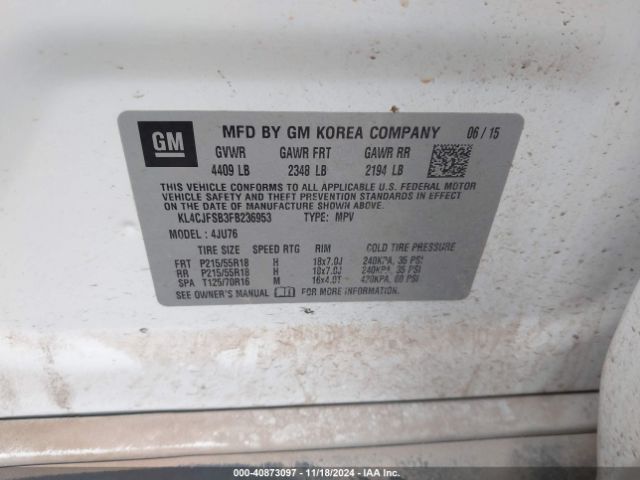 GM
MFD BY GM KOREA COMPANY 06 / 15
GVWR GAWR FRT GAWR RR
4409 LB 2348 LB 2194 LB
THIS VEHICLE CONFORMS TO ALL APPLICABLE U.S. FEDERAL MOTOR
VEHICLE SAFETY AND THEFT PREVENTION STANDARDS IN EFFECT
ON THE DATE OF MANUFACTURE SHOWN ABOVE.
KL4CJFSB3FB236953 TYPE: MPV
MODEL : 4JU76
TIRE SIZE SPEED RTG RIM COLD TIRE PRESSURE
FRT P215/55R18 H 18x7.0J 240KPA, 35 PSI
RR P215/55R18 H 18x7.0J 240KPA, 35 PSI
SPA T125/70R16 M 16x4.0T 420KPA, 60 PSI
SEE OWNER'S MANUAL FOR MORE INFORMATION.
000-40873097 - 11/18/2024 - IAA Inc.